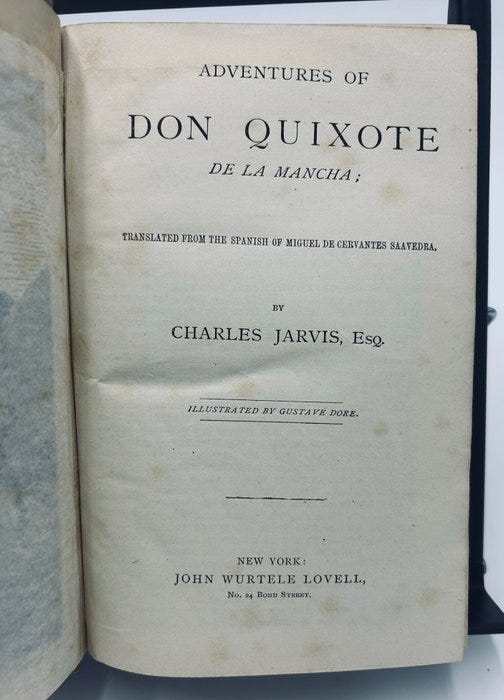 ADVENTURES OF
DON QUIXOTE
DE LA MANCHA;
TRANSLATED FROM THE SPANISH OF MIGUEL DE CERVANTES SAAVEDRA.
BY
CHARLES JARVIS, ESQ.
ILLUSTRATED BY GUSTAVE DORE.
NEW YORK:
JOHN WURTELE LOVELL,
No. 24 BOND STREET.